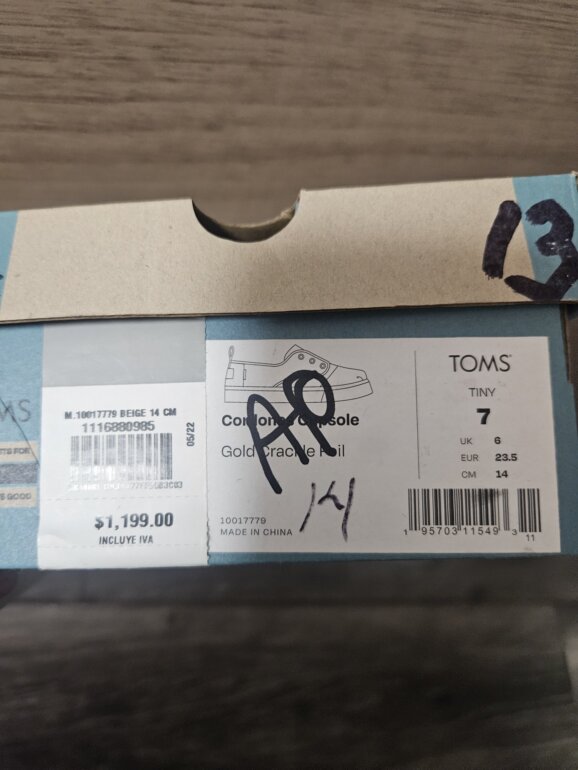 13
MS
S GOOD
M.10017779 BEIGE 14 CM
1116880985
05/22
$1,199.00
INCLUYE IVA
TOMS
TINY
7
UK 6
EUR 23.5
CM 14
Gold Crackle Foil
AP
14
10017779
MADE IN CHINA
1 95703 11549 3
11